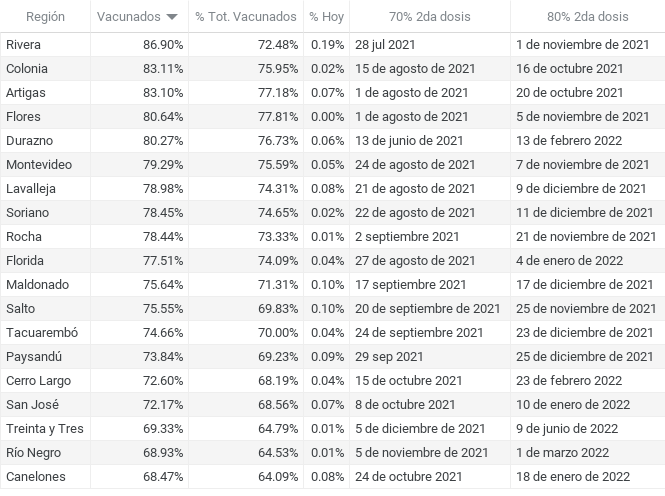 Región Vacunados % Tot. Vacunados % Hoy 70% 2da dosis 80% 2da dosis
Rivera 86.90% 72.48% 0.19% 28 jul 2021 1 de noviembre de 2021
Colonia 83.11% 75.95% 0.02% 15 de agosto de 2021 16 de octubre 2021
Artigas 83.10% 77.18% 0.07% 1 de agosto de 2021 20 de octubre 2021
Flores 80.64% 77.81% 0.00% 1 de agosto de 2021 5 de noviembre de 2021
Durazno 80.27% 76.73% 0.06% 13 de junio de 2021 13 de febrero 2022
Montevideo 79.29% 75.59% 0.05% 24 de agosto de 2021 7 de noviembre de 2021
Lavalleja 78.98% 74.31% 0.08% 21 de agosto de 2021 9 de diciembre de 2021
Soriano 78.45% 74.65% 0.02% 22 de agosto de 2021 11 de diciembre de 2021
Rocha 78.44% 73.33% 0.01% 2 septiembre 2021 21 de noviembre de 2021
Florida 77.51% 74.09% 0.04% 27 de agosto de 2021 4 de enero de 2022
Maldonado 75.64% 71.31% 0.10% 17 septiembre 2021 17 de diciembre de 2021
Salto 75.55% 69.83% 0.10% 20 de septiembre de 2021 25 de noviembre de 2021
Tacuarembó 74.66% 70.00% 0.04% 24 de septiembre 2021 23 de diciembre de 2021
Paysandú 73.84% 69.23% 0.09% 29 sep 2021 25 de diciembre de 2021
Cerro Largo 72.60% 68.19% 0.04% 15 de octubre 2021 23 de febrero 2022
San José 72.17% 68.56% 0.07% 8 de octubre 2021 10 de enero de 2022
Treinta y Tres 69.33% 64.79% 0.01% 5 de diciembre de 2021 9 de junio de 2022
Río Negro 68.93% 64.53% 0.01% 5 de noviembre de 2021 1 de marzo 2022
Canelones 68.47% 64.09% 0.08% 24 de octubre 2021 18 de enero de 2022